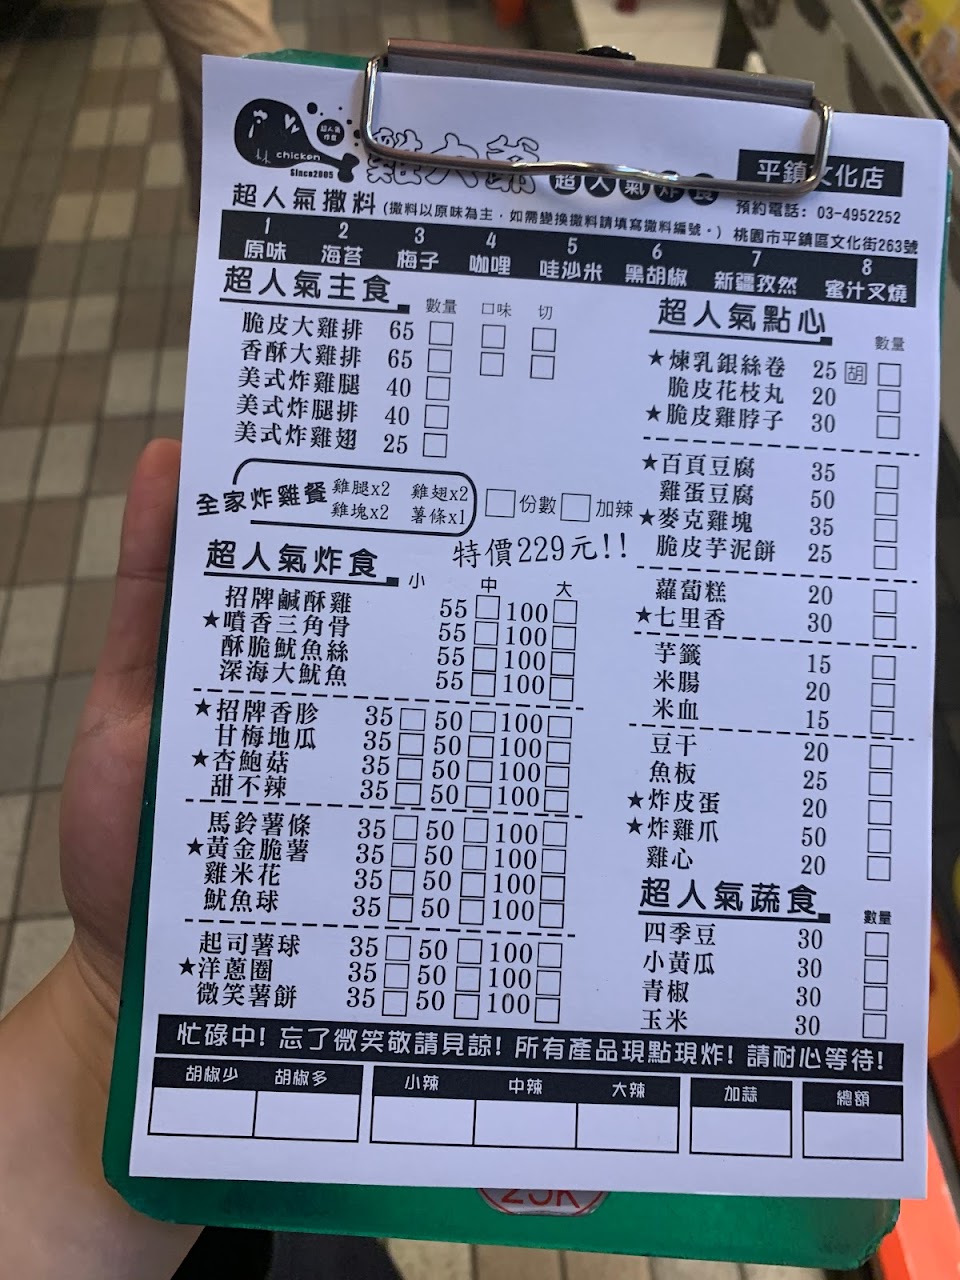 chicken
Since2005
超人氣炸食
雞大爺
超人氣炸食
平鎮文化店
預約電話：03-4952252
桃園市平鎮區文化街263號
超人氣撒料(撒料以原味為主，如需變換撒料請填寫撒料編號。)
1 2 3 4 5 6 7 8
原味 海苔 梅子 咖哩 哇沙米 黑胡椒 新疆孜然 蜜汁叉燒
超人氣主食 數量 口味 切
脆皮大雞排 65
香酥大雞排 65
美式炸雞腿 40
美式炸腿排 40
美式炸雞翅 25
全家炸雞餐 雞腿x2 雞翅x2
雞塊x2 薯條x1
份數 加辣
特價229元!!
超人氣炸食 小 中 大
招牌鹹酥雞 55 100
★噴香三角骨 55 100
酥脆魷魚絲 55 100
深海大魷魚 55 100
★招牌香胗 35 50 100
甘梅地瓜 35 50 100
★杏鮑菇 35 50 100
甜不辣 35 50 100
馬鈴薯條 35 50 100
★黃金脆薯 35 50 100
雞米花 35 50 100
魷魚球 35 50 100
起司薯球 35 50 100
★洋蔥圈 35 50 100
微笑薯餅 35 50 100
超人氣點心 數量
★煉乳銀絲卷 25 胡
脆皮花枝丸 20
★脆皮雞脖子 30
★百頁豆腐 35
雞蛋豆腐 50
★麥克雞塊 35
脆皮芋泥餅 25
蘿蔔糕 20
★七里香 30
芋籤 15
米腸 20
米血 15
豆干 20
魚板 25
★炸皮蛋 20
★炸雞爪 50
雞心 20
超人氣蔬食 數量
四季豆 30
小黃瓜 30
青椒 30
玉米 30
忙碌中! 忘了微笑敬請見諒! 所有產品現點現炸! 請耐心等待!
胡椒少 胡椒多 小辣 中辣 大辣 加蒜 總額
25K